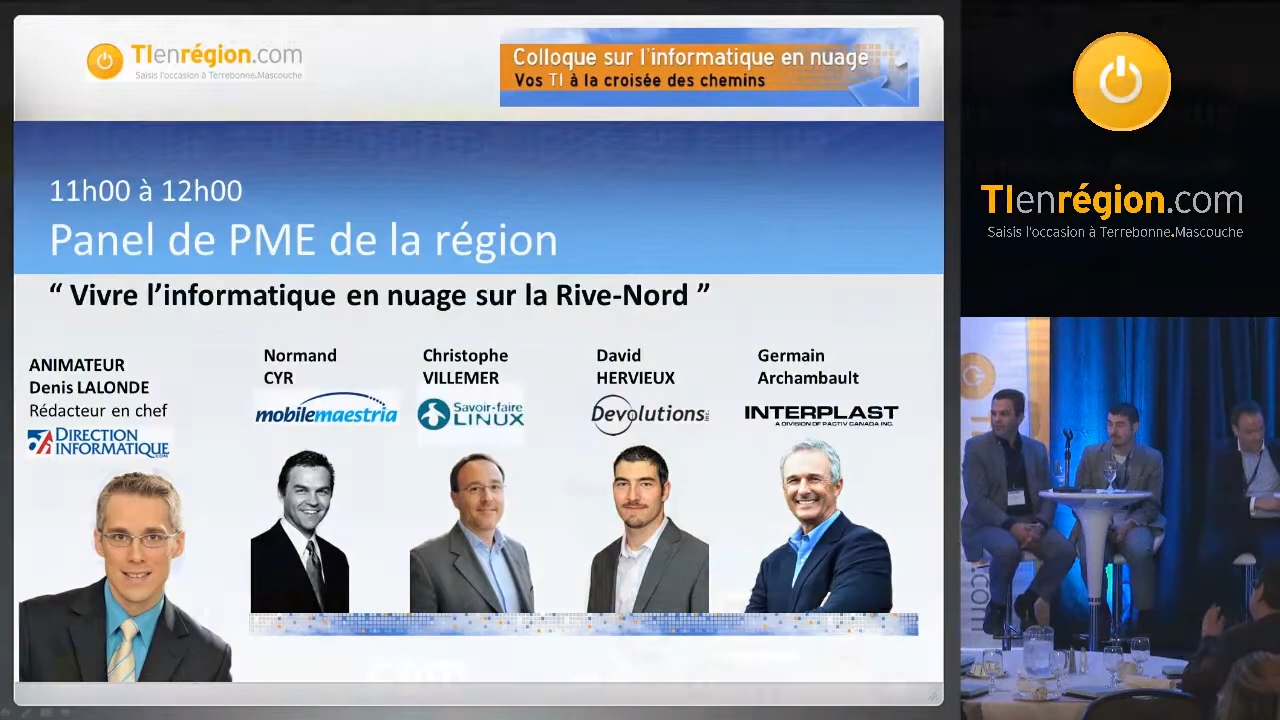 TIenrégion.com
Saisis l'occasion à Terrebonne.Mascouche
Colloque sur l'informatique en nuage
Vos TI à la croisée des chemins
11h00 à 12h00
Panel de PME de la région
“ Vivre l’informatique en nuage sur la Rive-Nord ”
ANIMATEUR
Denis LALONDE
Rédacteur en chef
DIRECTION
INFORMATIQUE
.COM
Normand
CYR
mobilemaestria
Christophe
VILLEMER
Savoir-faire
LINUX
David
HERVIEUX
Devolutions INC.
Germain
Archambault
INTERPLAST
A DIVISION OF PACTIV CANADA INC.
TIenrégion.com
Saisis l'occasion à Terrebonne.Mascouche
.com